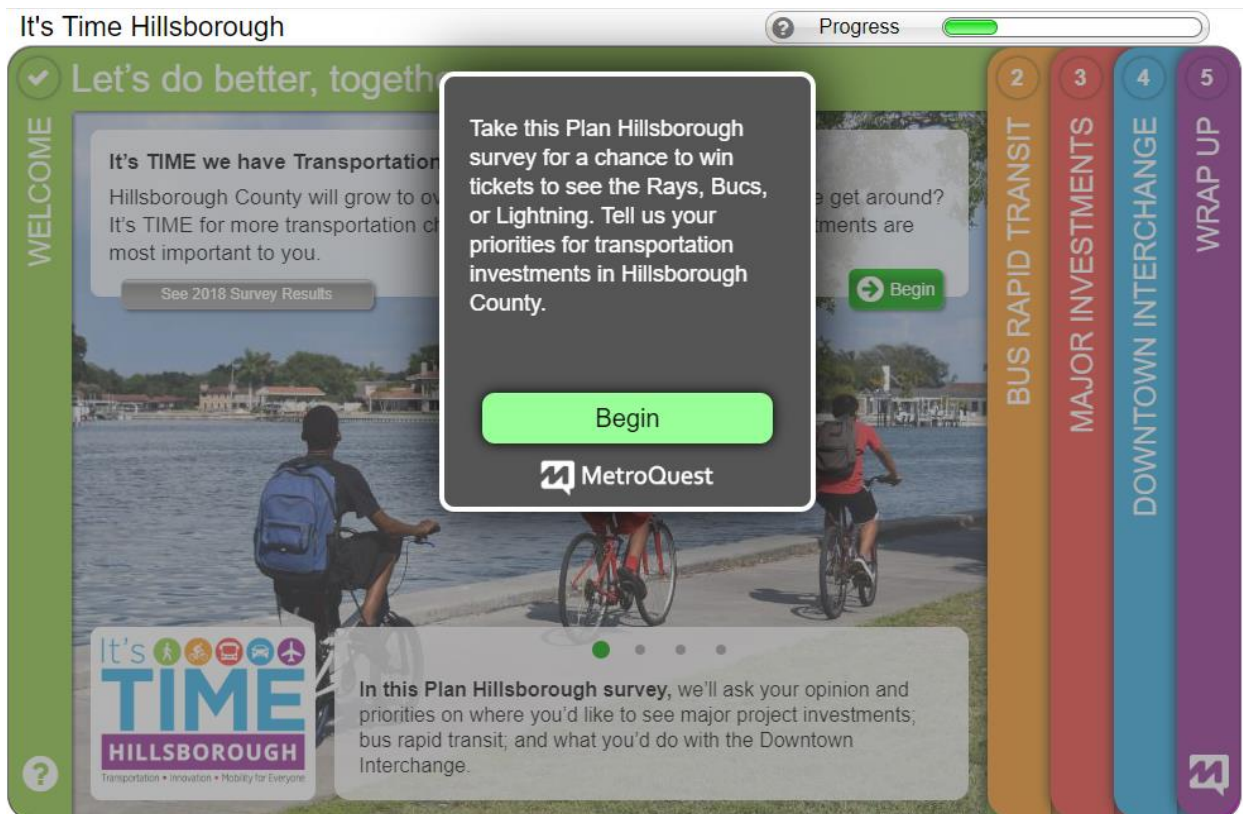 It's Time Hillsborough
? Progress
Let's do better, togethe
WELCOME
It's TIME we have Transportation
Hillsborough County will grow to ov
e get around?
It's TIME for more transportation ch
tments are
most important to you.
See 2018 Survey Results
Begin
Take this Plan Hillsborough
survey for a chance to win
tickets to see the Rays, Bucs,
or Lightning. Tell us your
priorities for transportation
investments in Hillsborough
County.
Begin
MetroQuest
2
BUS RAPID TRANSIT
3
MAJOR INVESTMENTS
4
DOWNTOWN INTERCHANGE
5
WRAP UP
It's
TIME
HILLSBOROUGH
Transportation • Innovation • Mobility for Everyone
In this Plan Hillsborough survey, we'll ask your opinion and
priorities on where you'd like to see major project investments;
bus rapid transit; and what you'd do with the Downtown
Interchange.
?